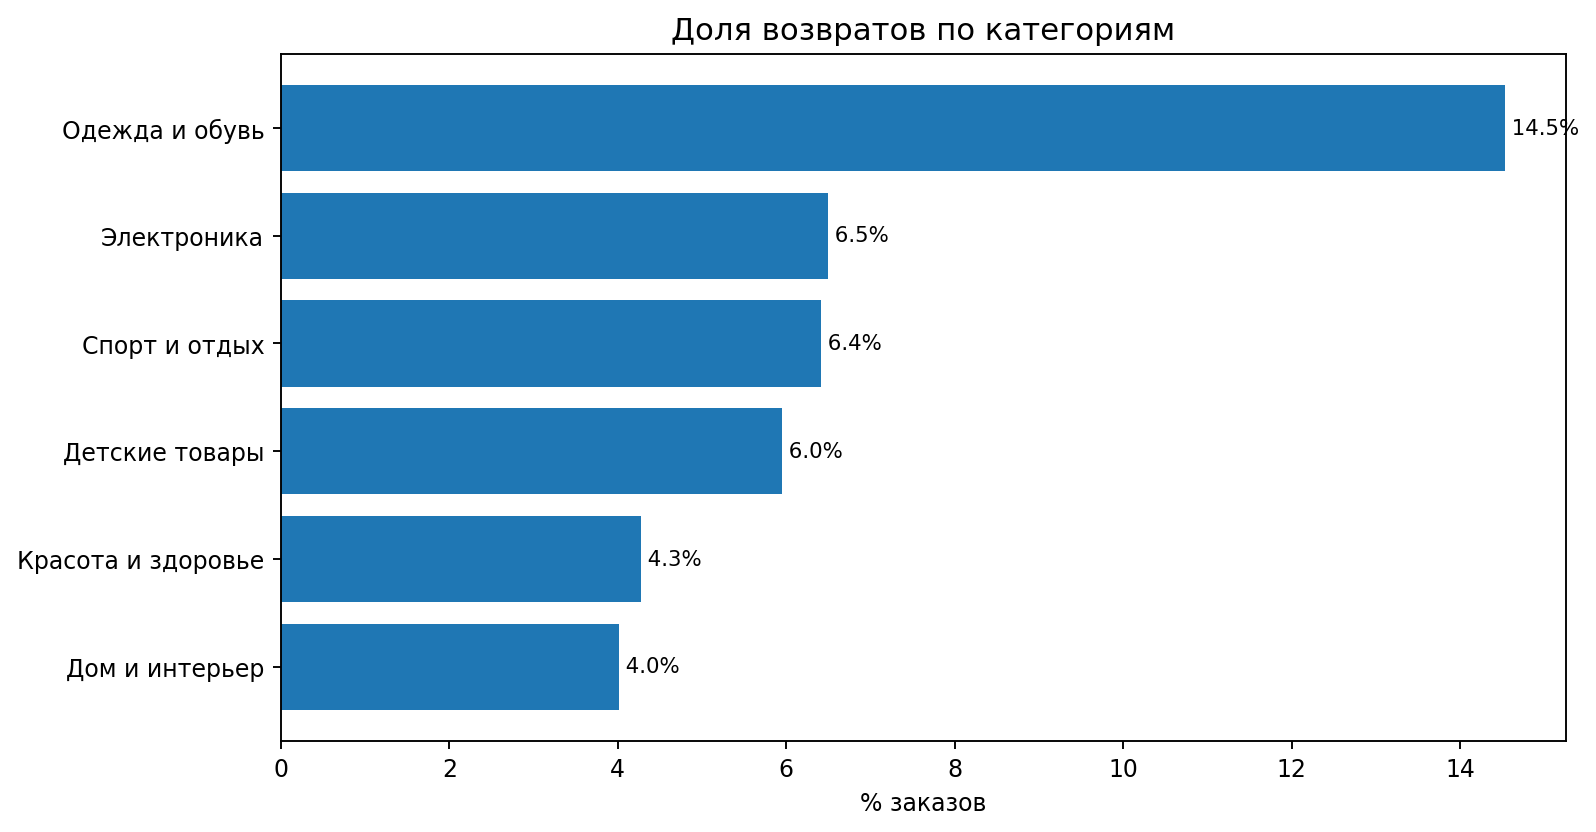 Доля возвратов по категориям
Одежда и обувь
14.5%
Электроника
6.5%
Спорт и отдых
6.4%
Детские товары
6.0%
Красота и здоровье
4.3%
Дом и интерьер
4.0%
0 2 4 6 8 10 12 14
% заказов